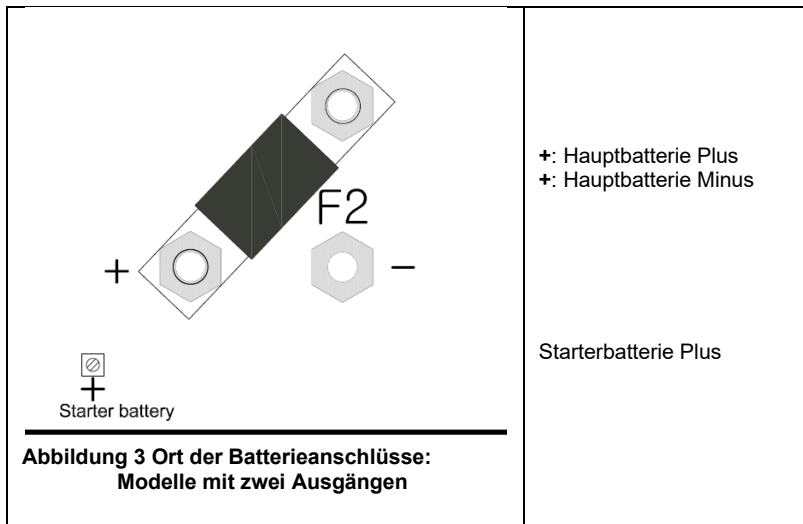 F2
+
−
+
Starter battery
Abbildung 3 Ort der Batterieanschlüsse:
Modelle mit zwei Ausgängen
+: Hauptbatterie Plus
+: Hauptbatterie Minus
Starterbatterie Plus